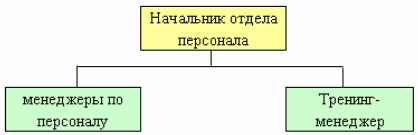 Начальник отдела
персонала
менеджеры по
персоналу
Тренинг-
менеджер